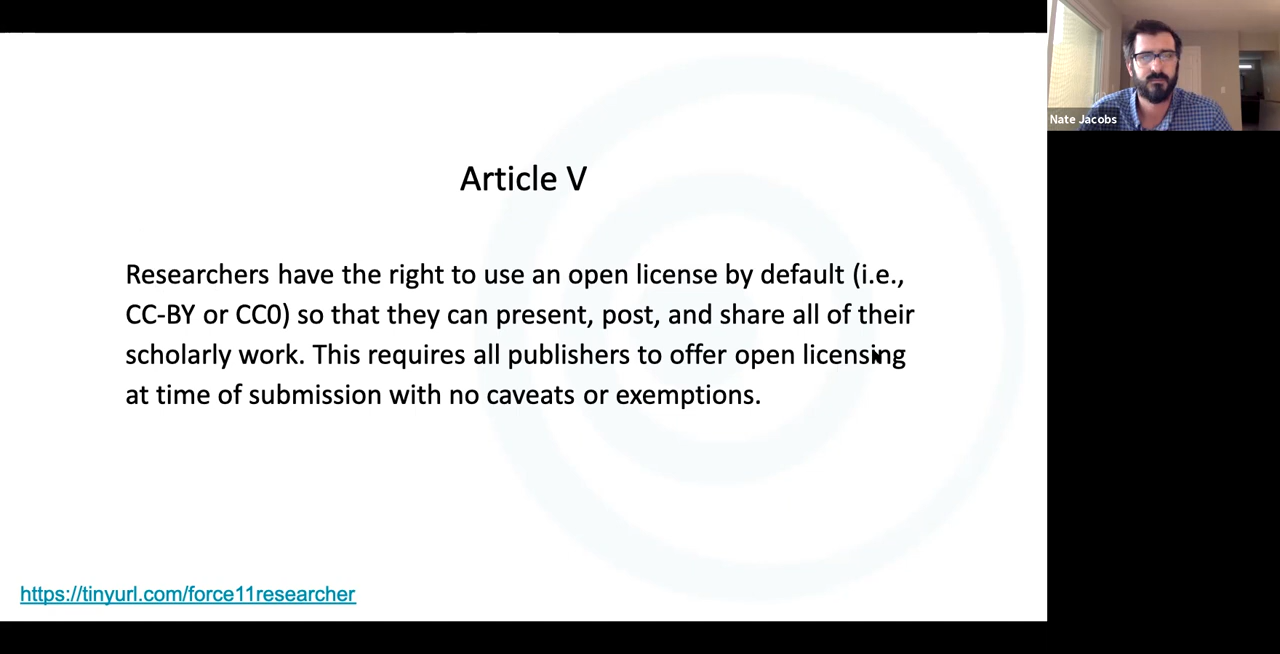 Article V
Researchers have the right to use an open license by default (i.e.,
CC-BY or CC0) so that they can present, post, and share all of their
scholarly work. This requires all publishers to offer open licensing
at time of submission with no caveats or exemptions.
https://tinyurl.com/force11researcher
Nate Jacobs